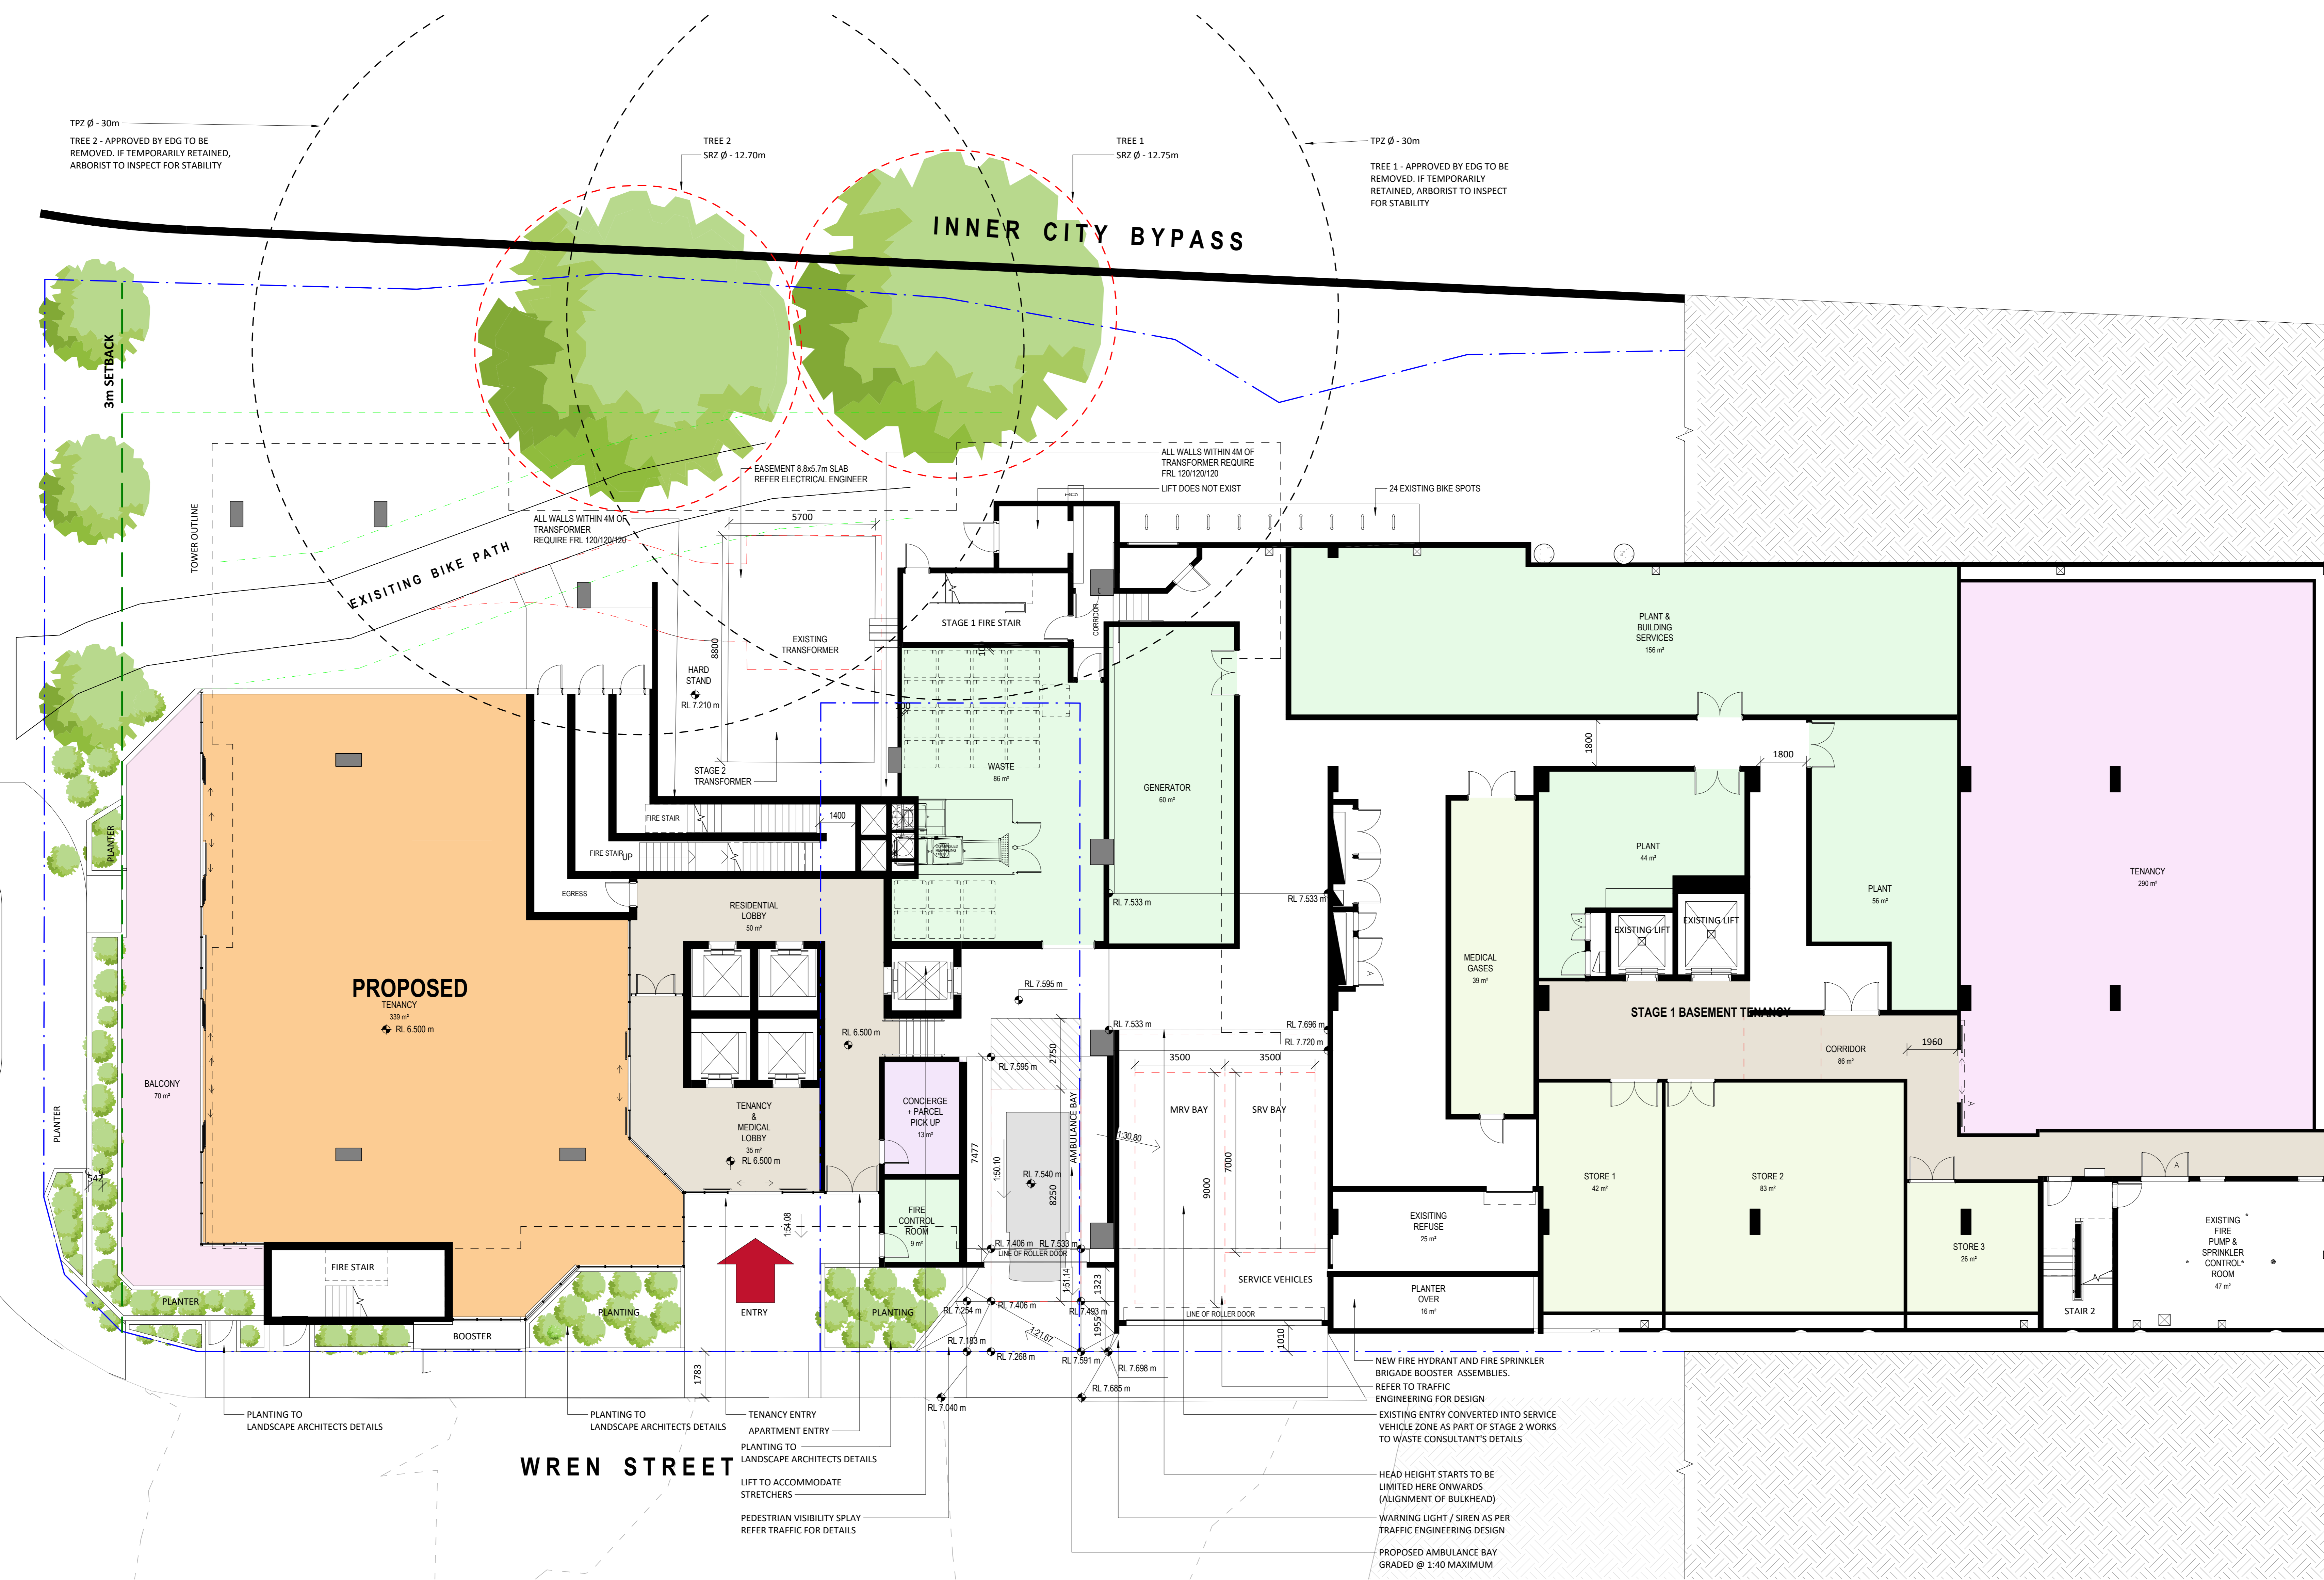 TPZ Ø - 30m
TREE 2 - APPROVED BY EDG TO BE
REMOVED. IF TEMPORARILY RETAINED,
ARBORIST TO INSPECT FOR STABILITY
TREE 2
SRZ Ø - 12.70m
TREE 1
SRZ Ø - 12.75m
TPZ Ø - 30m
TREE 1 - APPROVED BY EDG TO BE
REMOVED. IF TEMPORARILY
RETAINED, ARBORIST TO INSPECT
FOR STABILITY
INNER CITY BYPASS
3m SETBACK
TOWER OUTLINE
EXISITING BIKE PATH
EASEMENT 8.8x5.7m SLAB
REFER ELECTRICAL ENGINEER
ALL WALLS WITHIN 4M OF
TRANSFORMER
REQUIRE FRL 120/120/120
5700
8800
ALL WALLS WITHIN 4M OF
TRANSFORMER REQUIRE
FRL 120/120/120
LIFT DOES NOT EXIST
24 EXISTING BIKE SPOTS
STAGE 1 FIRE STAIR
CORRIDOR
EXISTING
TRANSFORMER
HARD
STAND
RL 7.210 m
STAGE 2
TRANSFORMER
100
WASTE
86 m²
GENERATOR
60 m²
PLANT &
BUILDING
SERVICES
156 m²
1800
1800
TENANCY
290 m²
PLANT
44 m²
PLANT
56 m²
EXISTING LIFT
EXISTING LIFT
MEDICAL
GASES
39 m²
STAGE 1 BASEMENT TENANCY
CORRIDOR
86 m²
1960
FIRE STAIR
1400
FIRE STAIR
UP
EGRESS
RESIDENTIAL
LOBBY
50 m²
PROPOSED
TENANCY
339 m²
RL 6.500 m
RL 6.500 m
BALCONY
70 m²
PLANTER
PLANTER
542
PLANTER
TENANCY
&
MEDICAL
LOBBY
35 m²
RL 6.500 m
CONCIERGE
+ PARCEL
PICK UP
13 m²
FIRE
CONTROL
ROOM
9 m²
1:54.08
RL 7.533 m
RL 7.533 m
RL 7.595 m
RL 7.533 m
RL 7.696 m
RL 7.720 m
RL 7.595 m
2750
7477
1:50.10
RL 7.540 m
8250
AMBULANCE BAY
1:30.80
3500
3500
MRV BAY
SRV BAY
9000
7000
RL 7.406 m
RL 7.533 m
LINE OF ROLLER DOOR
1:51.14
1323
1955
SERVICE VEHICLES
LINE OF ROLLER DOOR
1010
EXISITING
REFUSE
25 m²
PLANTER
OVER
16 m²
STORE 1
42 m²
STORE 2
83 m²
STORE 3
26 m²
STAIR 2
EXISTING
FIRE
PUMP &
SPRINKLER
CONTROL
ROOM
47 m²
FIRE STAIR
BOOSTER
PLANTING
ENTRY
PLANTING
RL 7.254 m
RL 7.406 m
RL 7.493 m
1:21.67
RL 7.183 m
RL 7.268 m
RL 7.591 m
RL 7.698 m
RL 7.685 m
RL 7.040 m
1783
PLANTING TO
LANDSCAPE ARCHITECTS DETAILS
PLANTING TO
LANDSCAPE ARCHITECTS DETAILS
TENANCY ENTRY
APARTMENT ENTRY
PLANTING TO
LANDSCAPE ARCHITECTS DETAILS
LIFT TO ACCOMMODATE
STRETCHERS
PEDESTRIAN VISIBILITY SPLAY
REFER TRAFFIC FOR DETAILS
WREN STREET
NEW FIRE HYDRANT AND FIRE SPRINKLER
BRIGADE BOOSTER ASSEMBLIES.
REFER TO TRAFFIC
ENGINEERING FOR DESIGN
EXISTING ENTRY CONVERTED INTO SERVICE
VEHICLE ZONE AS PART OF STAGE 2 WORKS
TO WASTE CONSULTANT'S DETAILS
HEAD HEIGHT STARTS TO BE
LIMITED HERE ONWARDS
(ALIGNMENT OF BULKHEAD)
WARNING LIGHT / SIREN AS PER
TRAFFIC ENGINEERING DESIGN
PROPOSED AMBULANCE BAY
GRADED @ 1:40 MAXIMUM